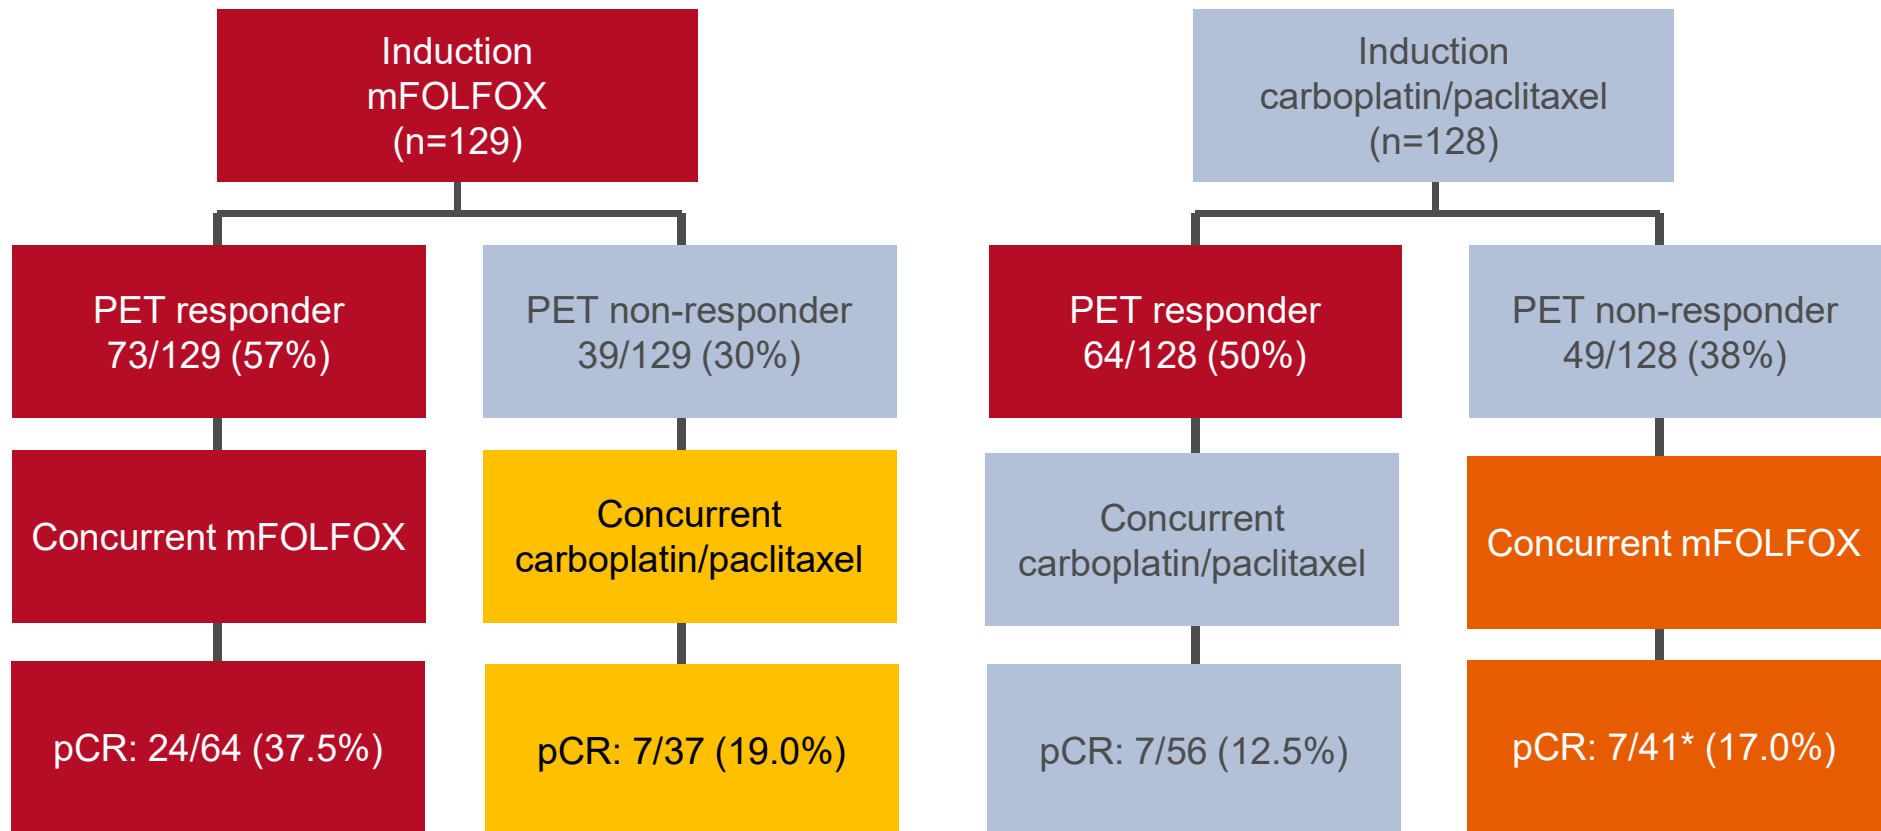 Induction
mFOLFOX
(n=129)
Induction
carboplatin/paclitaxel
(n=128)
PET responder
73/129 (57%)
PET non-responder
39/129 (30%)
PET responder
64/128 (50%)
PET non-responder
49/128 (38%)
Concurrent mFOLFOX
Concurrent
carboplatin/paclitaxel
Concurrent
carboplatin/paclitaxel
Concurrent mFOLFOX
pCR: 24/64 (37.5%)
pCR: 7/37 (19.0%)
pCR: 7/56 (12.5%)
pCR: 7/41* (17.0%)